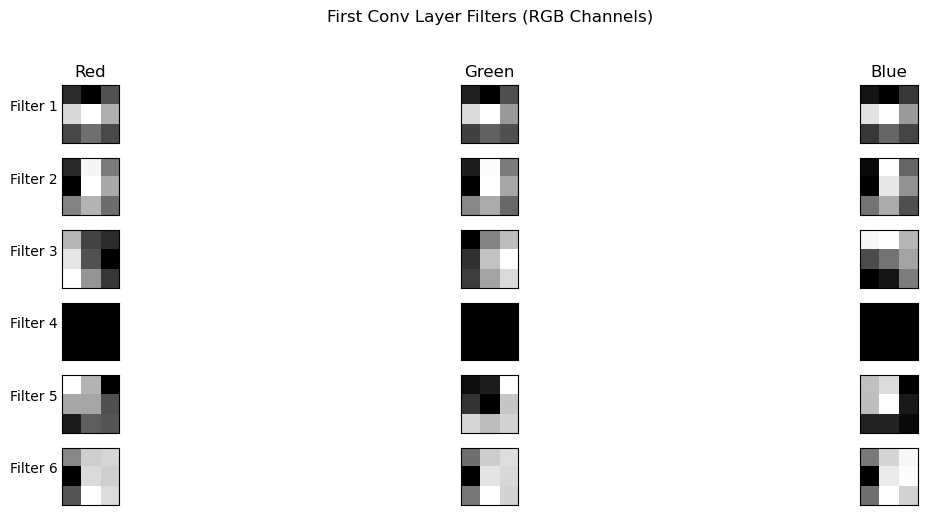 First Conv Layer Filters (RGB Channels)
Red Green Blue
Filter 1
Filter 2
Filter 3
Filter 4
Filter 5
Filter 6